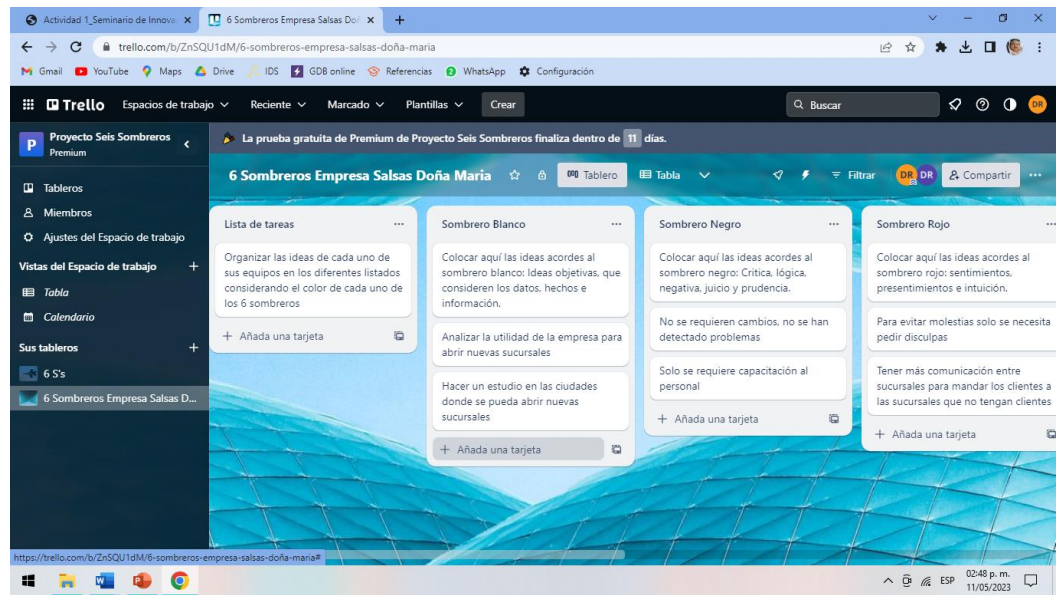 Actividad 1_Seminario de Innova
6 Sombreros Empresa Salsas Doñ
trello.com/b/ZnSQU1dM/6-sombreros-empresa-salsas-doña-maria
Gmail YouTube Maps Drive IDS GDB online Referencias WhatsApp Configuración
Trello Espacios de trabajo Reciente Marcado Plantillas Crear Buscar DR
P Proyecto Seis Sombreros
Premium
La prueba gratuita de Premium de Proyecto Seis Sombreros finaliza dentro de 11 días.
6 Sombreros Empresa Salsas Doña Maria Tablero Tabla Filtrar DR DR Compartir
Tableros
Miembros
Ajustes del Espacio de trabajo
Vistas del Espacio de trabajo
Tabla
Calendario
Sus tableros
6 S's
6 Sombreros Empresa Salsas D...
Lista de tareas
Organizar las ideas de cada uno de
sus equipos en los diferentes listados
considerando el color de cada uno de
los 6 sombreros
+ Añada una tarjeta
Sombrero Blanco
Colocar aquí las ideas acordes al
sombrero blanco: Ideas objetivas, que
consideren los datos, hechos e
información.
Analizar la utilidad de la empresa para
abrir nuevas sucursales
Hacer un estudio en las ciudades
donde se pueda abrir nuevas
sucursales
+ Añada una tarjeta
Sombrero Negro
Colocar aquí las ideas acordes al
sombrero negro: Critica, lógica,
negativa, juicio y prudencia.
No se requieren cambios, no se han
detectado problemas
Solo se requiere capacitación al
personal
+ Añada una tarjeta
Sombrero Rojo
Colocar aquí las ideas acordes al
sombrero rojo: sentimientos,
presentimientos e intuición.
Para evitar molestias solo se necesita
pedir disculpas
Tener más comunicación entre
sucursales para mandar los clientes a
las sucursales que no tengan clientes
+ Añada una tarjeta
https://trello.com/b/ZnSQU1dM/6-sombreros-empresa-salsas-doña-maria#
ESP
02:48 p. m.
11/05/2023